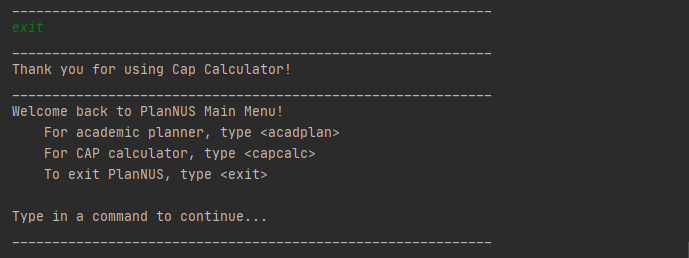 ____________________________________________________________
exit
____________________________________________________________
Thank you for using Cap Calculator!
____________________________________________________________
Welcome back to PlanNUS Main Menu!
    For academic planner, type <acadplan>
    For CAP calculator, type <capcalc>
    To exit PlanNUS, type <exit>

Type in a command to continue...
____________________________________________________________